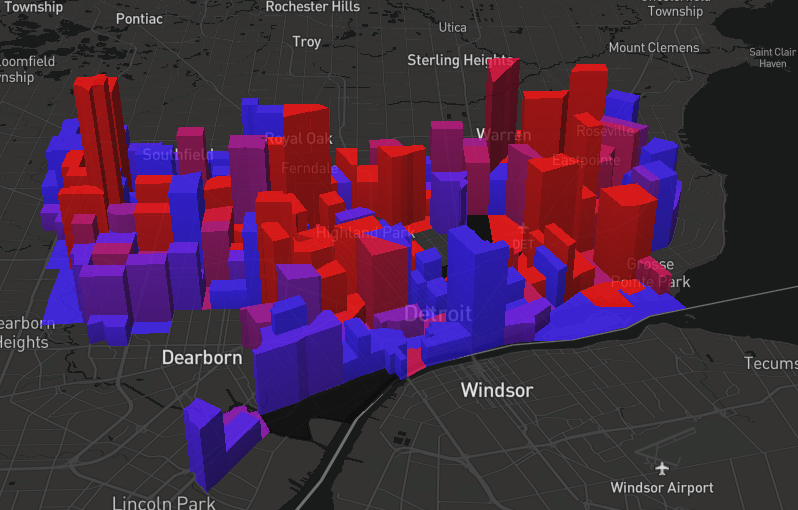 Township
Rochester Hills
Chesterfield
Township
Pontiac
Utica
Troy
Mount Clemens
Saint Clair
Haven
loomfield
nship
Sterling Heights
Warren
Roseville
Royal Oak
Southfield
Eastpointe
Ferndale
Highland Park
DET
Grosse
Pointe Park
Detroit
earborn
Heights
Dearborn
Tecums
Windsor
Windsor Airport
Lincoln Park